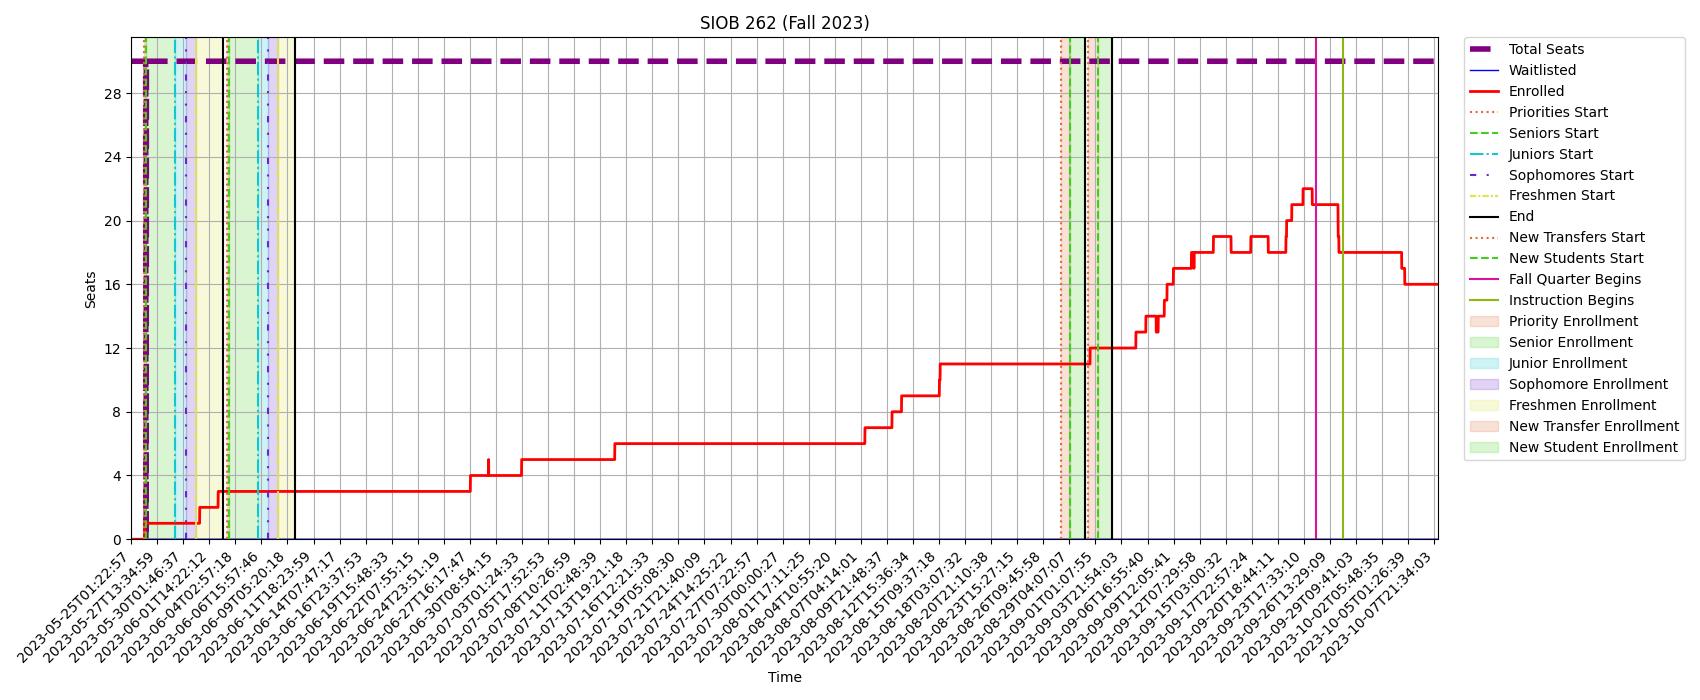 SIOB 262 (Fall 2023)
Seats
28
24
20
16
12
8
4
0
2023-05-25T01:22:57
2023-05-27T13:34:59
2023-05-30T01:46:37
2023-06-01T14:22:12
2023-06-04T02:57:18
2023-06-06T15:57:46
2023-06-09T05:20:18
2023-06-11T18:23:59
2023-06-14T07:47:17
2023-06-16T23:37:53
2023-06-19T15:48:33
2023-06-22T07:55:15
2023-06-24T23:51:19
2023-06-27T16:17:47
2023-06-30T08:54:15
2023-07-03T01:24:33
2023-07-05T17:52:53
2023-07-08T10:26:59
2023-07-11T02:48:39
2023-07-13T19:21:18
2023-07-16T12:21:33
2023-07-19T05:08:30
2023-07-21T21:40:09
2023-07-24T14:25:22
2023-07-27T07:22:57
2023-07-30T00:00:27
2023-08-01T17:11:25
2023-08-04T10:55:20
2023-08-07T04:14:01
2023-08-09T21:48:37
2023-08-12T15:36:34
2023-08-15T09:37:18
2023-08-18T03:07:32
2023-08-20T21:10:38
2023-08-23T15:27:15
2023-08-26T09:45:58
2023-08-29T04:07:07
2023-09-01T01:07:55
2023-09-03T21:54:03
2023-09-06T16:55:40
2023-09-09T12:05:41
2023-09-12T07:29:58
2023-09-15T03:00:32
2023-09-17T22:57:24
2023-09-20T18:44:11
2023-09-23T17:33:10
2023-09-26T13:29:09
2023-09-29T09:41:03
2023-10-02T05:48:35
2023-10-05T01:26:39
2023-10-07T21:34:03
Time
Total Seats
Waitlisted
Enrolled
Priorities Start
Seniors Start
Juniors Start
Sophomores Start
Freshmen Start
End
New Transfers Start
New Students Start
Fall Quarter Begins
Instruction Begins
Priority Enrollment
Senior Enrollment
Junior Enrollment
Sophomore Enrollment
Freshmen Enrollment
New Transfer Enrollment
New Student Enrollment